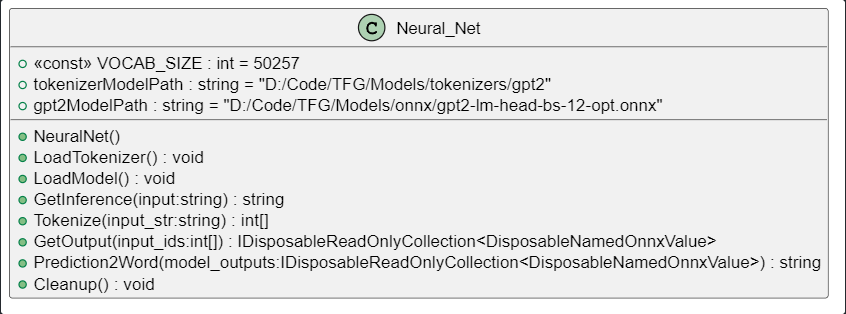 C Neural_Net
«const» VOCAB_SIZE : int = 50257
tokenizerModelPath : string = "D:/Code/TFG/Models/tokenizers/gpt2"
gpt2ModelPath : string = "D:/Code/TFG/Models/onnx/gpt2-lm-head-bs-12-opt.onnx"
NeuralNet()
LoadTokenizer() : void
LoadModel() : void
GetInference(input:string) : string
Tokenize(input_str:string) : int[]
GetOutput(input_ids:int[]) : IDisposableReadOnlyCollection<DisposableNamedOnnxValue>
Prediction2Word(model_outputs:IDisposableReadOnlyCollection<DisposableNamedOnnxValue>) : string
Cleanup() : void